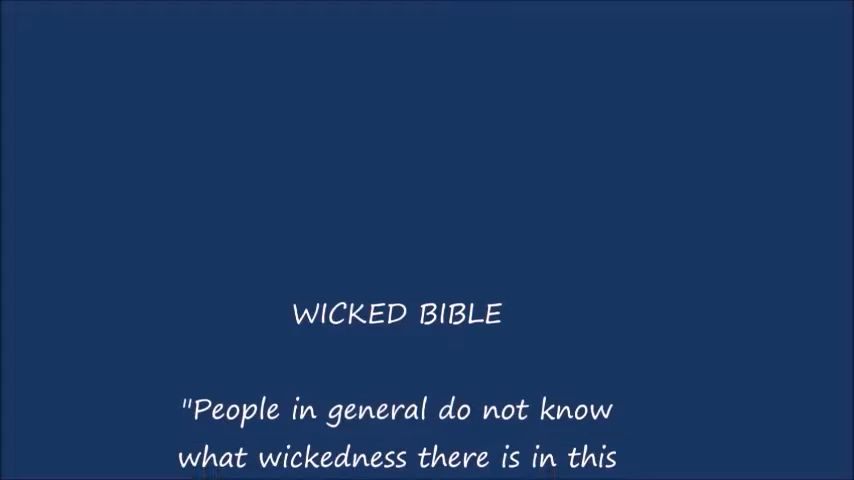 WICKED BIBLE
"People in general do not know
what wickedness there is in this